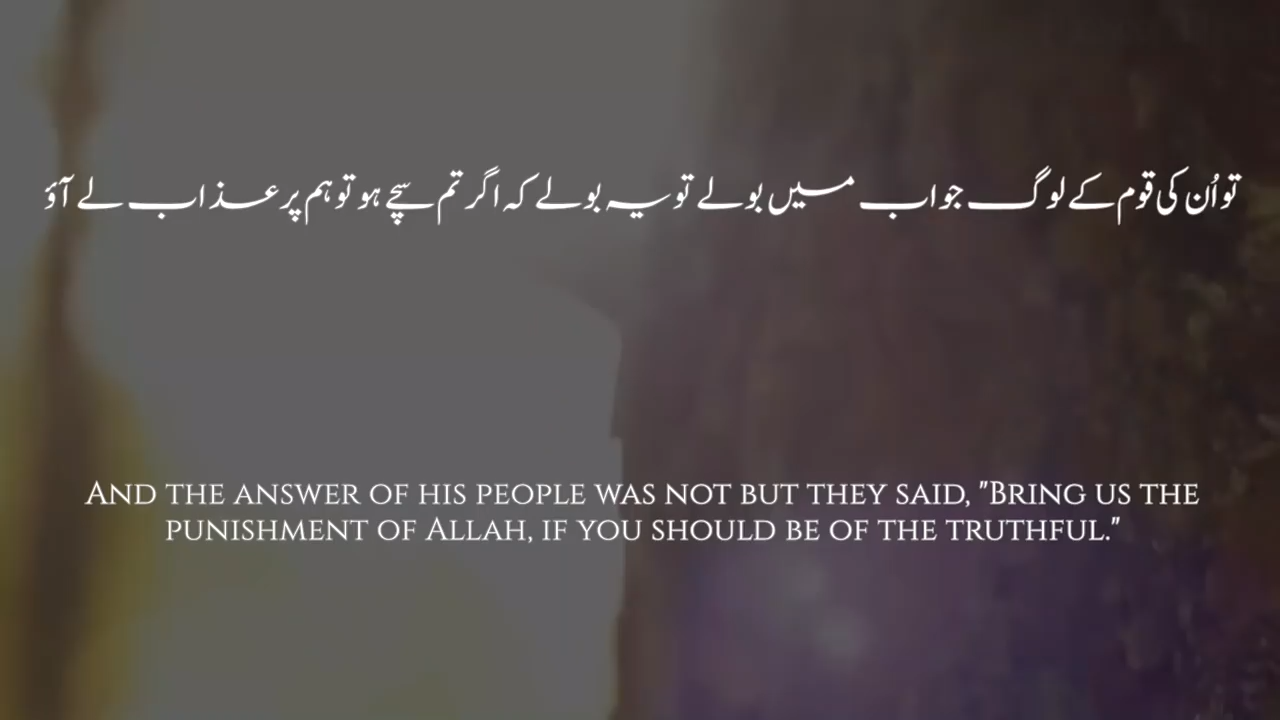 تو اُن کی قوم کے لوگ جواب میں بولے تو یہ بولے کہ اگر تم سچے ہو تو ہم پر عذاب لے آؤ
And the answer of his people was not but they said, "Bring us the
punishment of Allah, if you should be of the truthful."